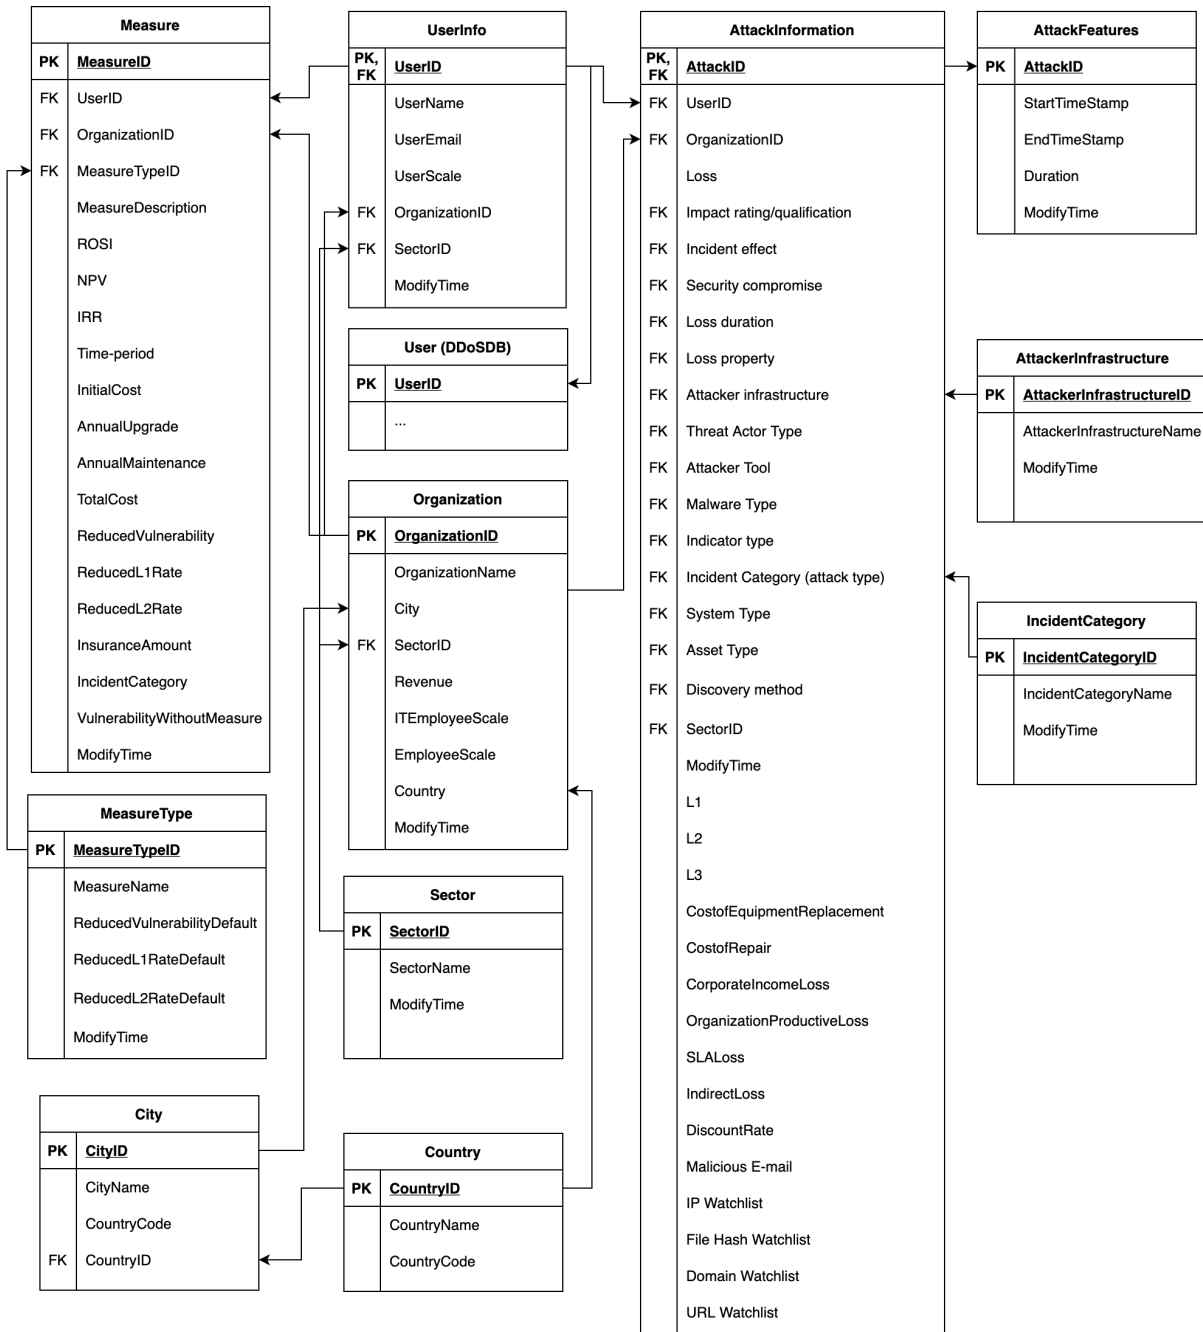 Measure
PK MeasureID
FK UserID
FK OrganizationID
FK MeasureTypeID
MeasureDescription
ROSI
NPV
IRR
Time-period
InitialCost
AnnualUpgrade
AnnualMaintenance
TotalCost
ReducedVulnerability
ReducedL1Rate
ReducedL2Rate
InsuranceAmount
IncidentCategory
VulnerabilityWithoutMeasure
ModifyTime
MeasureType
PK MeasureTypeID
MeasureName
ReducedVulnerabilityDefault
ReducedL1RateDefault
ReducedL2RateDefault
ModifyTime
City
PK CityID
CityName
CountryCode
FK CountryID
UserInfo
PK, FK UserID
UserName
UserEmail
UserScale
FK OrganizationID
FK SectorID
ModifyTime
User (DDoSDB)
PK UserID
...
Organization
PK OrganizationID
OrganizationName
City
FK SectorID
Revenue
ITEmployeeScale
EmployeeScale
Country
ModifyTime
Sector
PK SectorID
SectorName
ModifyTime
Country
PK CountryID
CountryName
CountryCode
AttackInformation
PK, FK AttackID
FK UserID
FK OrganizationID
Loss
FK Impact rating/qualification
FK Incident effect
FK Security compromise
FK Loss duration
FK Loss property
FK Attacker infrastructure
FK Threat Actor Type
FK Attacker Tool
FK Malware Type
FK Indicator type
FK Incident Category (attack type)
FK System Type
FK Asset Type
FK Discovery method
FK SectorID
ModifyTime
L1
L2
L3
CostofEquipmentReplacement
CostofRepair
CorporateIncomeLoss
OrganizationProductiveLoss
SLALoss
IndirectLoss
DiscountRate
Malicious E-mail
IP Watchlist
File Hash Watchlist
Domain Watchlist
URL Watchlist
AttackFeatures
PK AttackID
StartTimeStamp
EndTimeStamp
Duration
ModifyTime
AttackerInfrastructure
PK AttackerInfrastructureID
AttackerInfrastructureName
ModifyTime
IncidentCategory
PK IncidentCategoryID
IncidentCategoryName
ModifyTime